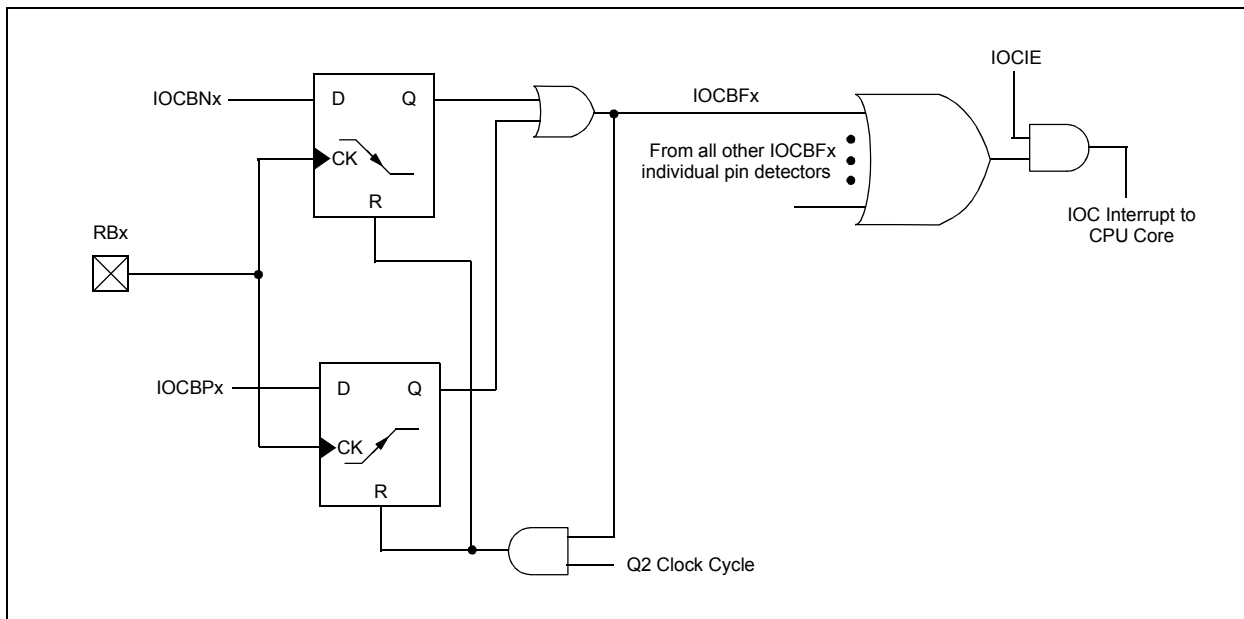 IOCIE
IOCBNx
D
Q
IOCBFx
CK
From all other IOCBFx
individual pin detectors
R
IOC Interrupt to
CPU Core
RBx
IOCBPx
D
Q
CK
R
Q2 Clock Cycle